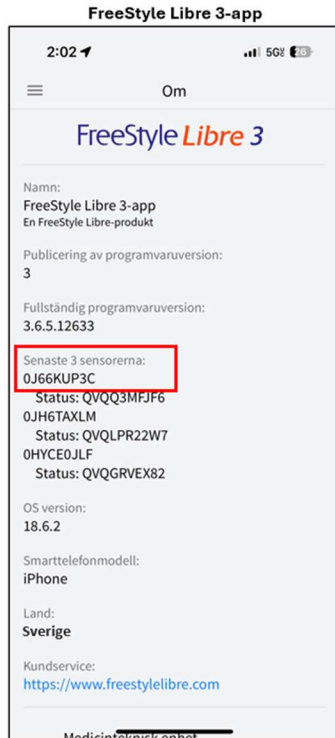 FreeStyle Libre 3-app
2:02
5G
Om
FreeStyle Libre 3
Namn:
FreeStyle Libre 3-app
En FreeStyle Libre-produkt
Publicering av programvaruversion:
3
Fullständig programvaruversion:
3.6.5.12633
Senaste 3 sensorerna:
0J66KUP3C
Status: QVQQ3MFJF6
0JH6TAXLM
Status: QVQLPR22W7
0HYCE0JLF
Status: QVQGRVEX82
OS version:
18.6.2
Smarttelefonmodell:
iPhone
Land:
Sverige
Kundservice:
https://www.freestylelibre.com
Medicinteknisk enhet